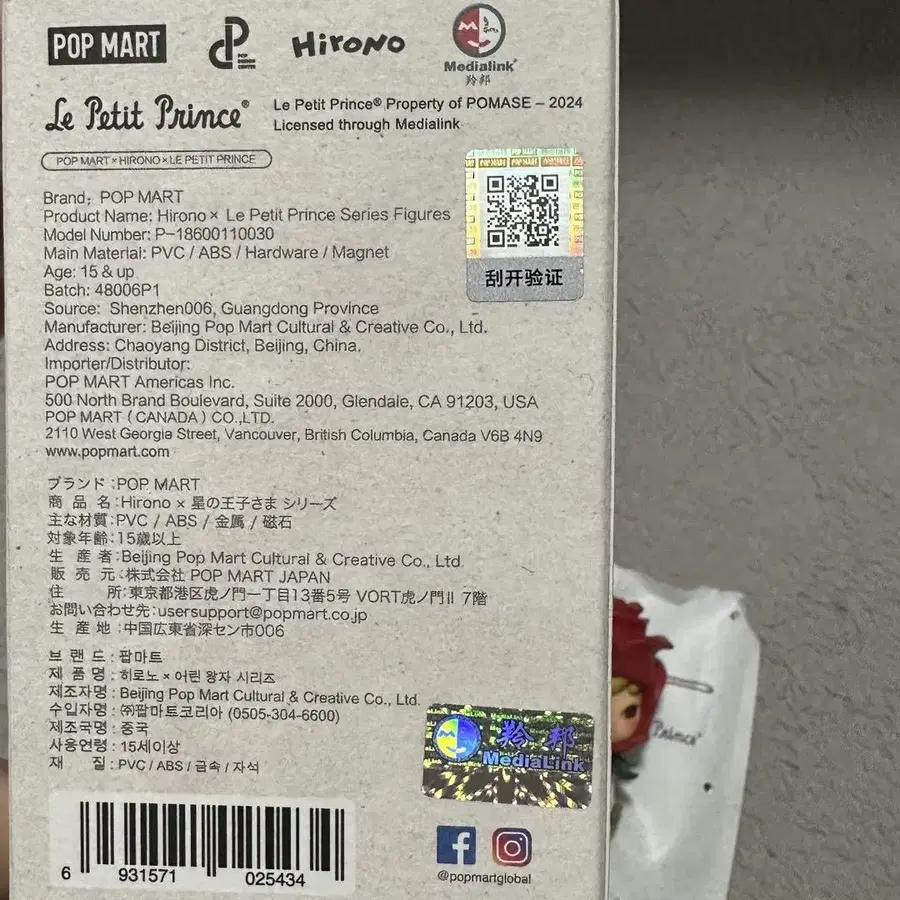 POP MART
POP DESIGN CENTER
Hirono
Medialink
羚邦
Le Petit Prince®
Le Petit Prince® Property of POMASE – 2024
Licensed through Medialink
POP MART × HIRONO × LE PETIT PRINCE
POP MART POP MART
刮开验证
Brand: POP MART
Product Name: Hirono × Le Petit Prince Series Figures
Model Number: P-18600110030
Main Material: PVC / ABS / Hardware / Magnet
Age: 15 & up
Batch: 48006P1
Source: Shenzhen006, Guangdong Province
Manufacturer: Beijing Pop Mart Cultural & Creative Co., Ltd.
Address: Chaoyang District, Beijing, China.
Importer/Distributor:
POP MART Americas Inc.
500 North Brand Boulevard, Suite 2000, Glendale, CA 91203, USA
POP MART ( CANADA ) CO.,LTD.
2110 West Georgia Street, Vancouver, British Columbia, Canada V6B 4N9
www.popmart.com
ブランド:POP MART
商 品 名:Hirono × 星の王子さま シリーズ
主な材質:PVC / ABS / 金属 / 磁石
対象年齢:15歳以上
生 産 者:Beijing Pop Mart Cultural & Creative Co., Ltd
販 売 元:株式会社 POP MART JAPAN
住 所:東京都港区虎ノ門一丁目13番5号 VORT虎ノ門II 7階
お問い合わせ先:usersupport@popmart.co.jp
生 産 地:中国広東省深セン市006
브 랜 드 : 팝마트
제 품 명 : 히로노 × 어린 왕자 시리즈
제조자명 : Beijing Pop Mart Cultural & Creative Co., Ltd.
수입자명 : ㈜팝마트코리아 (0505-304-6600)
제조국명 : 중국
사용연령 : 15세이상
재 질 : PVC / ABS / 금속 / 자석
羚邦
MediaLink
6 931571 025434
@popmartglobal
Prince